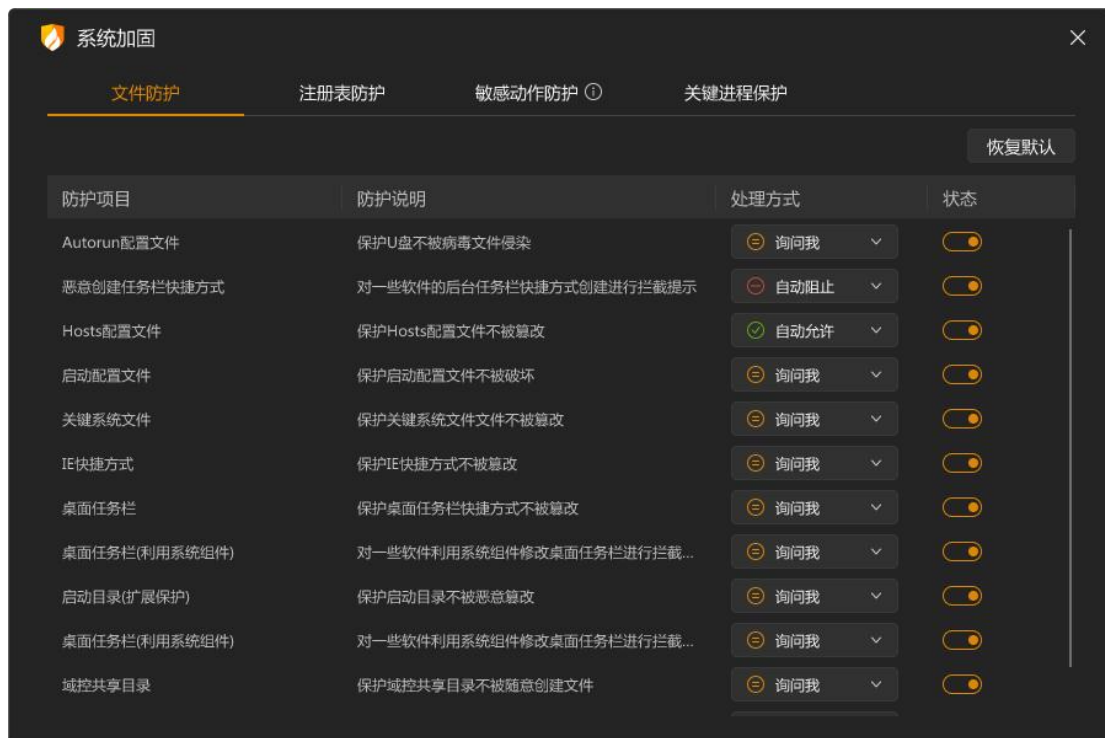 系统加固
文件防护 注册表防护 敏感动作防护 关键进程保护
恢复默认
防护项目 防护说明 处理方式 状态
Autorun配置文件 保护U盘不被病毒文件侵染 询问我
恶意创建任务栏快捷方式 对一些软件的后台任务栏快捷方式创建进行拦截提示 自动阻止
Hosts配置文件 保护Hosts配置文件不被篡改 自动允许
启动配置文件 保护启动配置文件不被破坏 询问我
关键系统文件 保护关键系统文件文件不被篡改 询问我
IE快捷方式 保护IE快捷方式不被篡改 询问我
桌面任务栏 保护桌面任务栏快捷方式不被篡改 询问我
桌面任务栏(利用系统组件) 对一些软件利用系统组件修改桌面任务栏进行拦截... 询问我
启动目录(扩展保护) 保护启动目录不被恶意篡改 询问我
桌面任务栏(利用系统组件) 对一些软件利用系统组件修改桌面任务栏进行拦截... 询问我
域控共享目录 保护域控共享目录不被随意创建文件 询问我